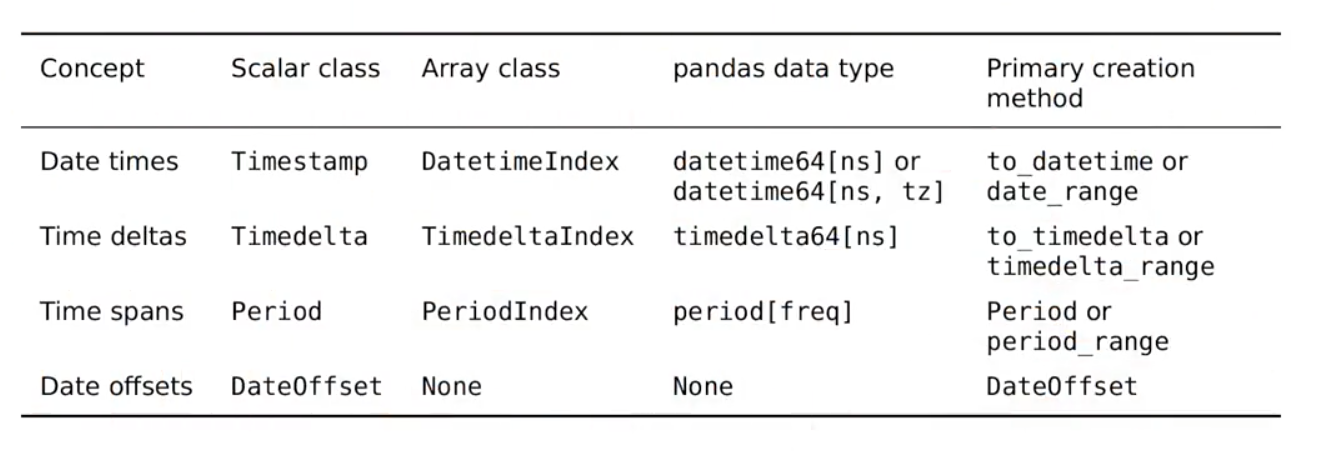 Concept Scalar class Array class pandas data type Primary creation
method
Date times Timestamp DatetimeIndex datetime64[ns] or to_datetime or
datetime64[ns, tz] date_range
Time deltas Timedelta TimedeltaIndex timedelta64[ns] to_timedelta or
timedelta_range
Time spans Period PeriodIndex period[freq] Period or
period_range
Date offsets DateOffset None None DateOffset